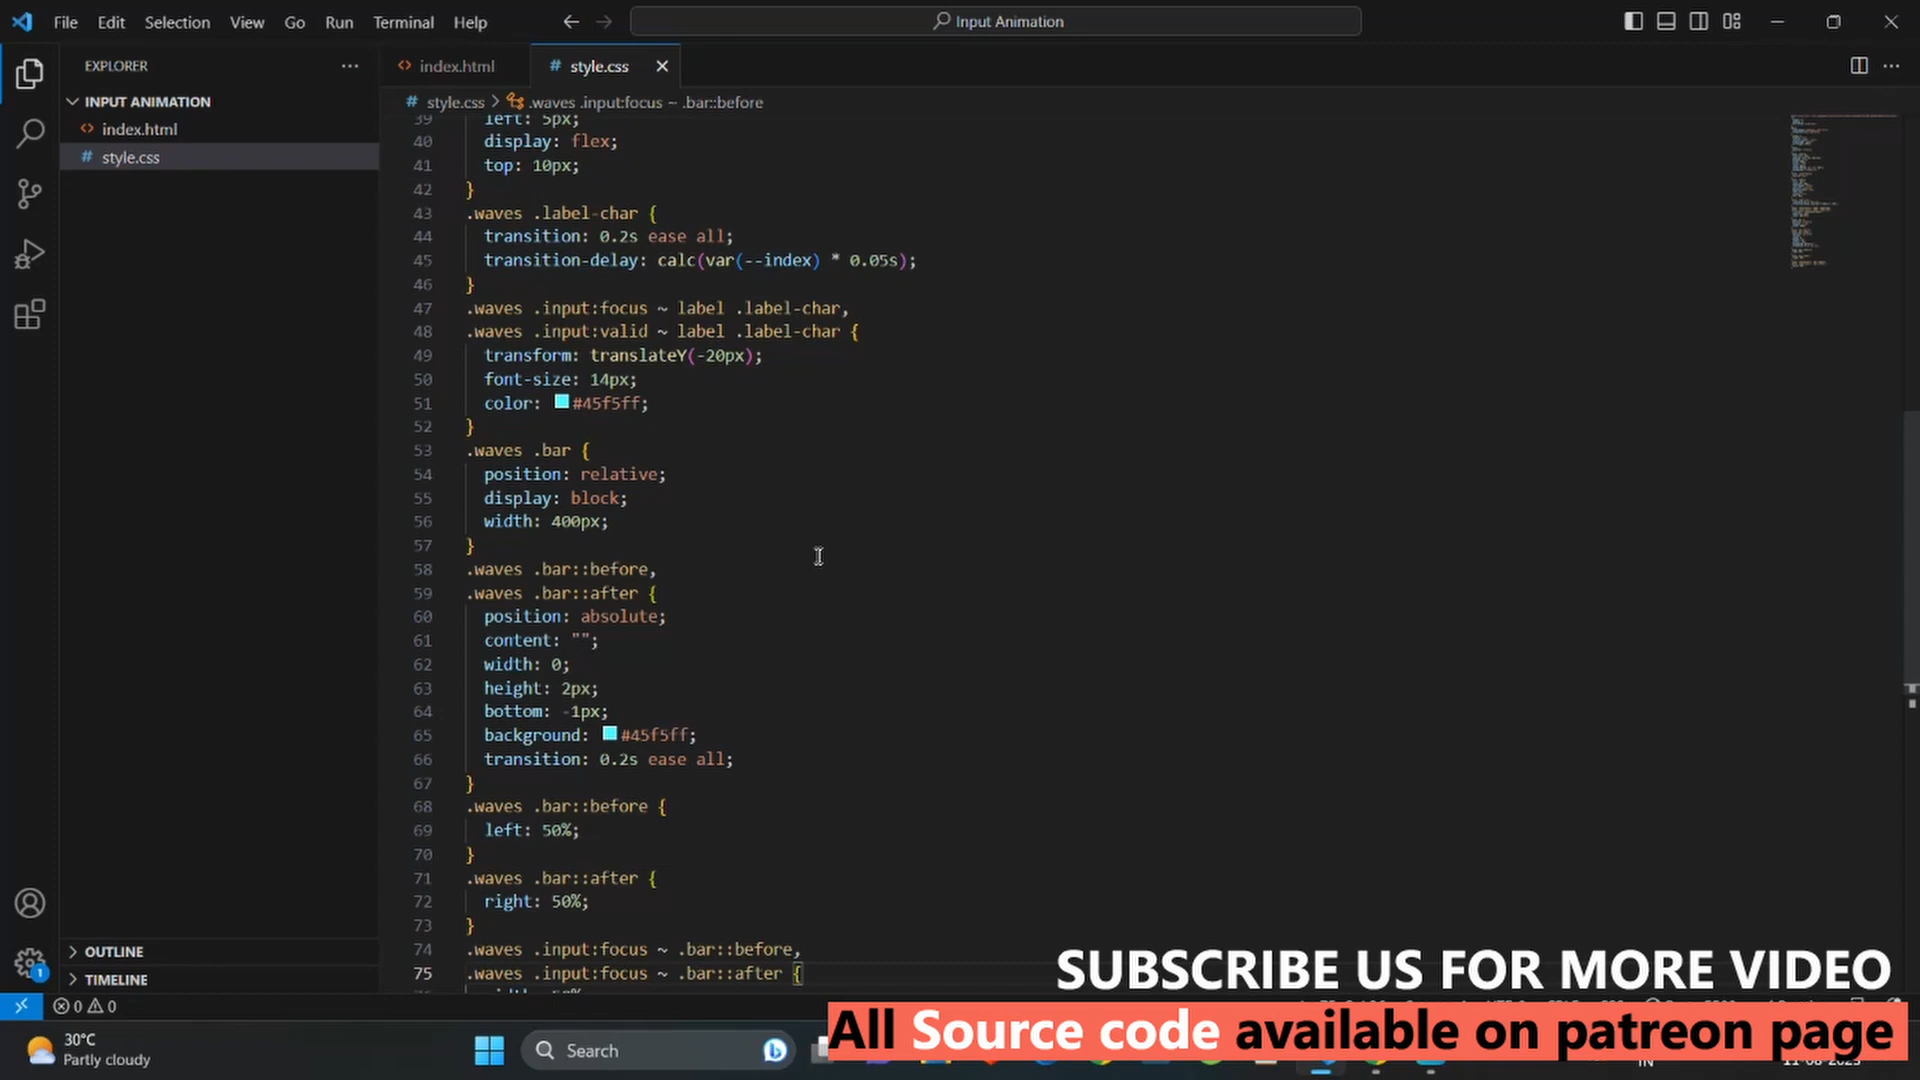 File Edit Selection View Go Run Terminal Help
Input Animation
EXPLORER
INPUT ANIMATION
index.html
style.css
OUTLINE
TIMELINE
index.html
# style.css
# style.css > .waves .input:focus ~ .bar::before
39 left: 5px;
40 display: flex;
41 top: 10px;
42 }
43 .waves .label-char {
44 transition: 0.2s ease all;
45 transition-delay: calc(var(--index) * 0.05s);
46 }
47 .waves .input:focus ~ label .label-char,
48 .waves .input:valid ~ label .label-char {
49 transform: translateY(-20px);
50 font-size: 14px;
51 color: #45f5ff;
52 }
53 .waves .bar {
54 position: relative;
55 display: block;
56 width: 400px;
57 }
58 .waves .bar::before,
59 .waves .bar::after {
60 position: absolute;
61 content: "";
62 width: 0;
63 height: 2px;
64 bottom: -1px;
65 background: #45f5ff;
66 transition: 0.2s ease all;
67 }
68 .waves .bar::before {
69 left: 50%;
70 }
71 .waves .bar::after {
72 right: 50%;
73 }
74 .waves .input:focus ~ .bar::before,
75 .waves .input:focus ~ .bar::after {
1
0 0
SUBSCRIBE US FOR MORE VIDEO
All Source code available on patreon page
30°C
Partly cloudy
Search